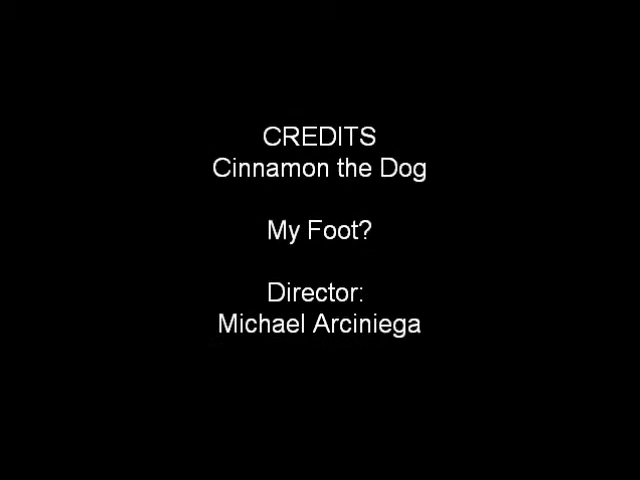 CREDITS
Cinnamon the Dog
My Foot?
Director:
Michael Arciniega